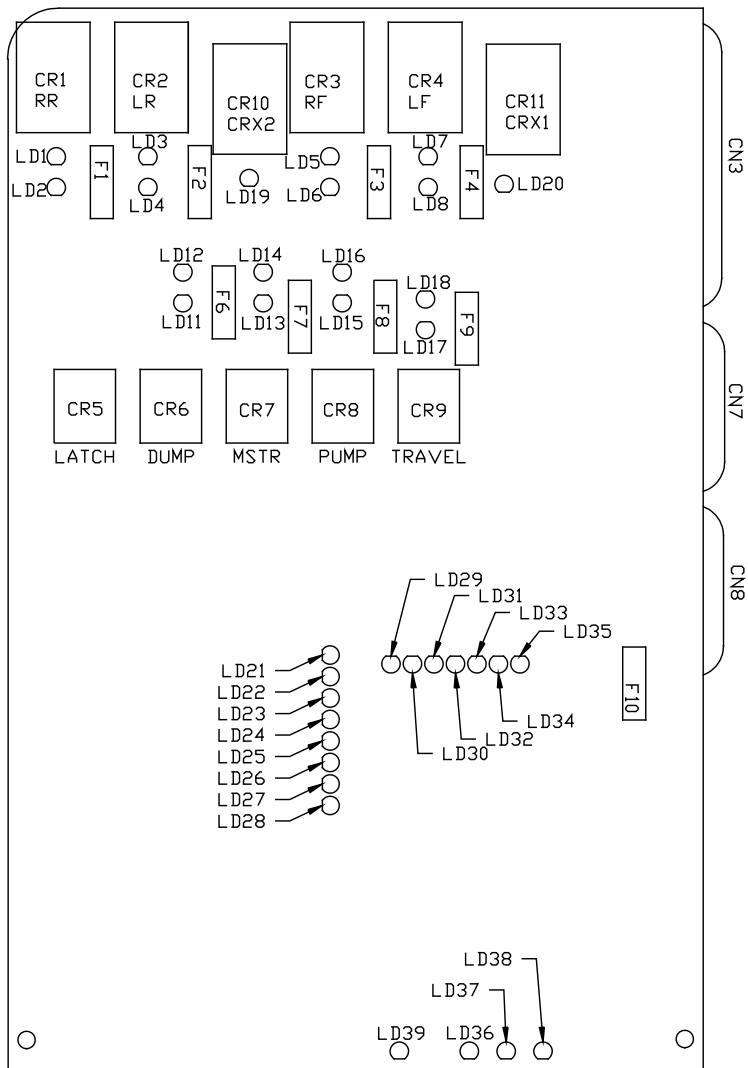 CR1
RR
CR2
LR
CR10
CRX2
CR3
RF
CR4
LF
CR11
CRX1
CN3
LD1
LD2
F1
LD3
LD4
F2
LD19
LD5
LD6
F3
LD7
LD8
F4
LD20
LD12
LD11
F6
LD14
LD13
F7
LD16
LD15
F8
LD18
LD17
F9
CN7
CR5
LATCH
CR6
DUMP
CR7
MSTR
CR8
PUMP
CR9
TRAVEL
CN8
LD29
LD31
LD33
LD35
LD21
LD22
LD23
LD24
LD25
LD26
LD27
LD28
LD34
LD32
LD30
F10
LD38
LD37
LD39
LD36